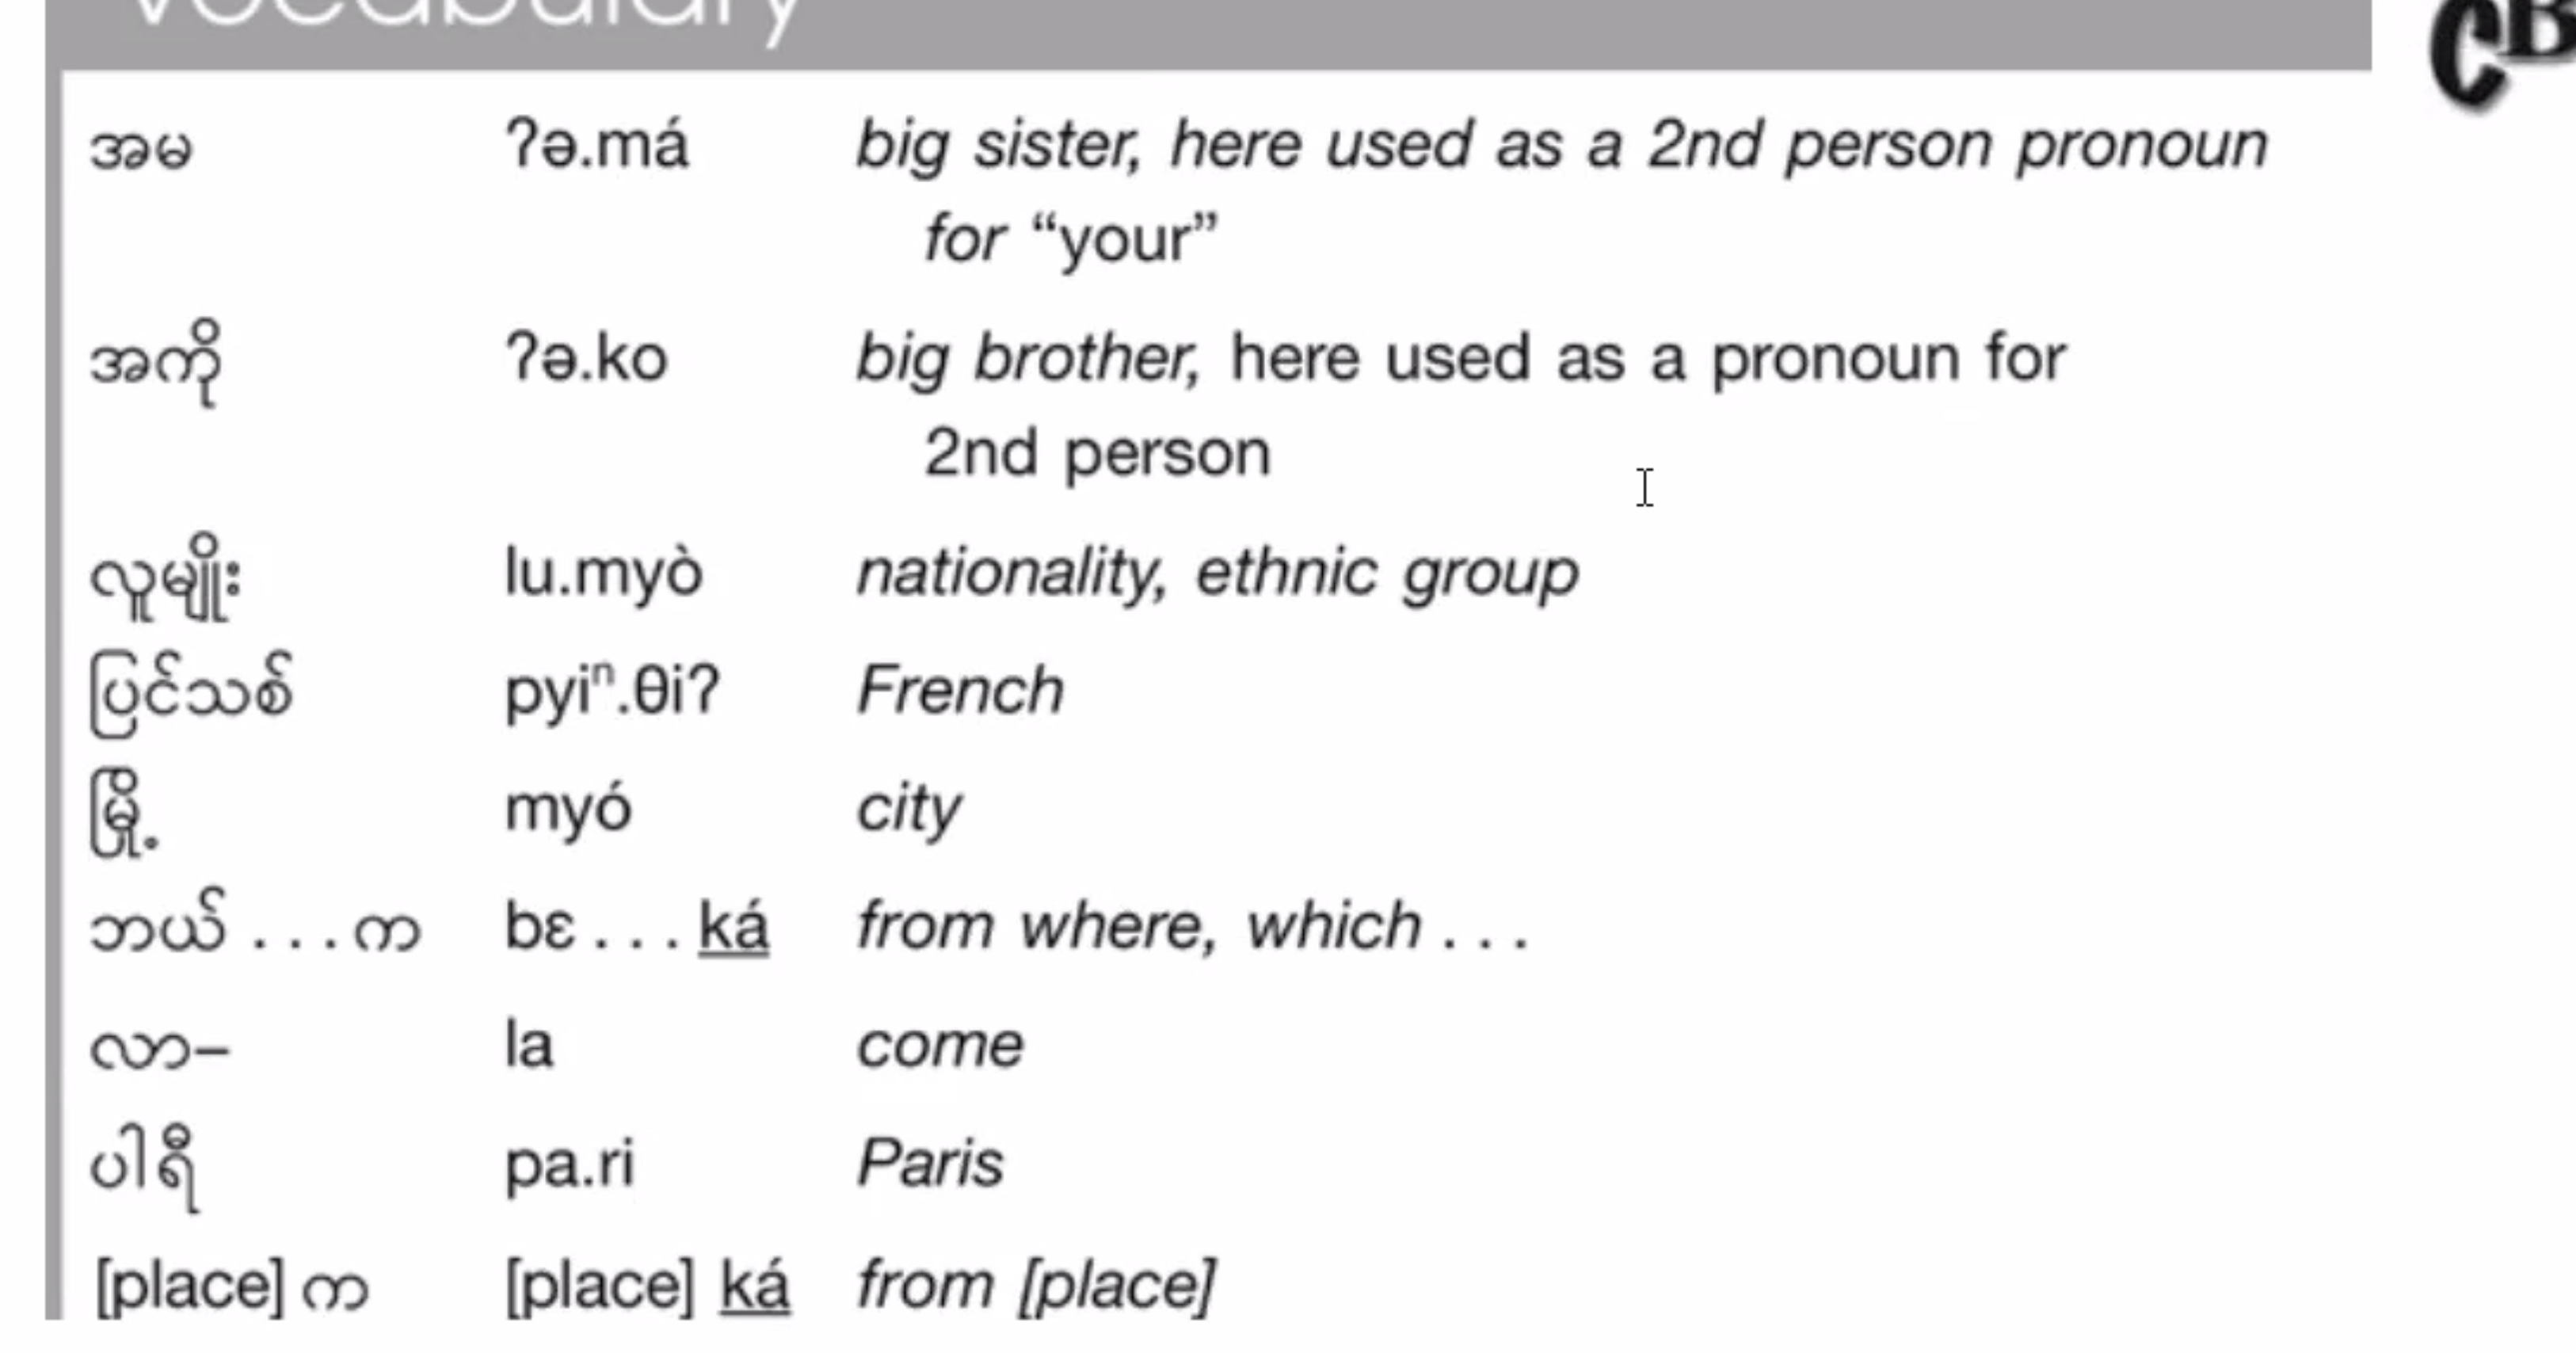 Vocabulary
CB
အမ ʔə.má big sister, here used as a 2nd person pronoun
for “your”
အကို ʔə.ko big brother, here used as a pronoun for
2nd person
လူမျိုး lu.myò nationality, ethnic group
ပြင်သစ် pyiⁿ.θiʔ French
မြို့ myó city
ဘယ် . . . က bɛ . . . ká from where, which . . .
လာ– la come
ပါရီ pa.ri Paris
[place] က [place] ká from [place]